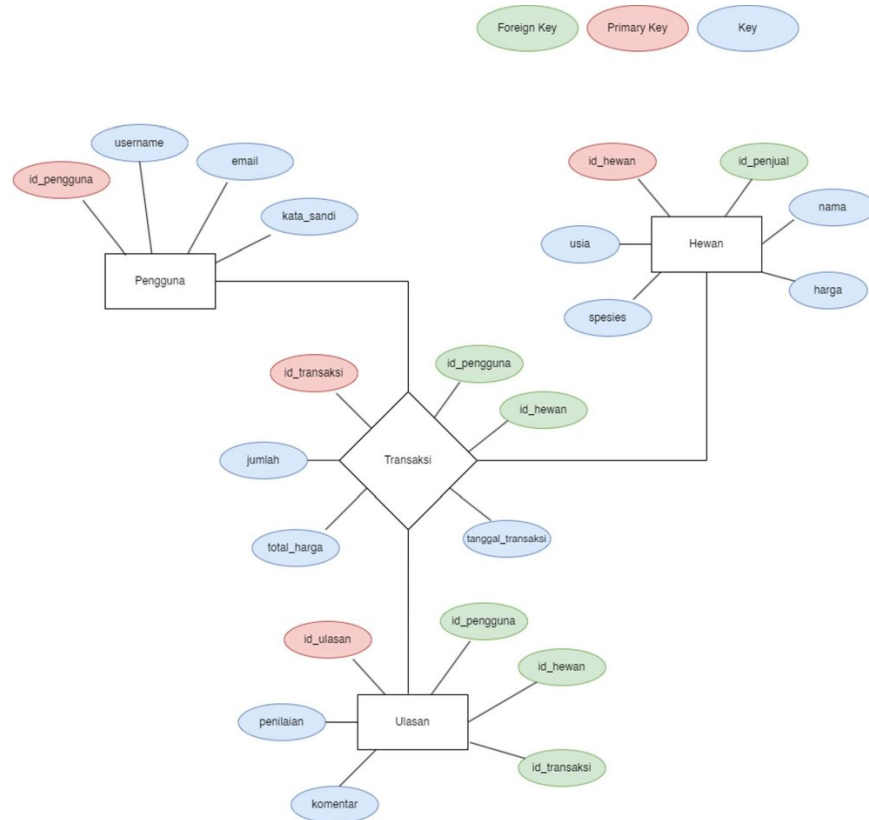 Foreign Key
Primary Key
Key
username
id_pengguna
email
kata_sandi
Pengguna
id_hewan
id_penjual
nama
usia
Hewan
harga
spesies
id_transaksi
id_pengguna
id_hewan
jumlah
Transaksi
total_harga
tanggal_transaksi
id_ulasan
id_pengguna
id_hewan
penilaian
Ulasan
id_transaksi
komentar